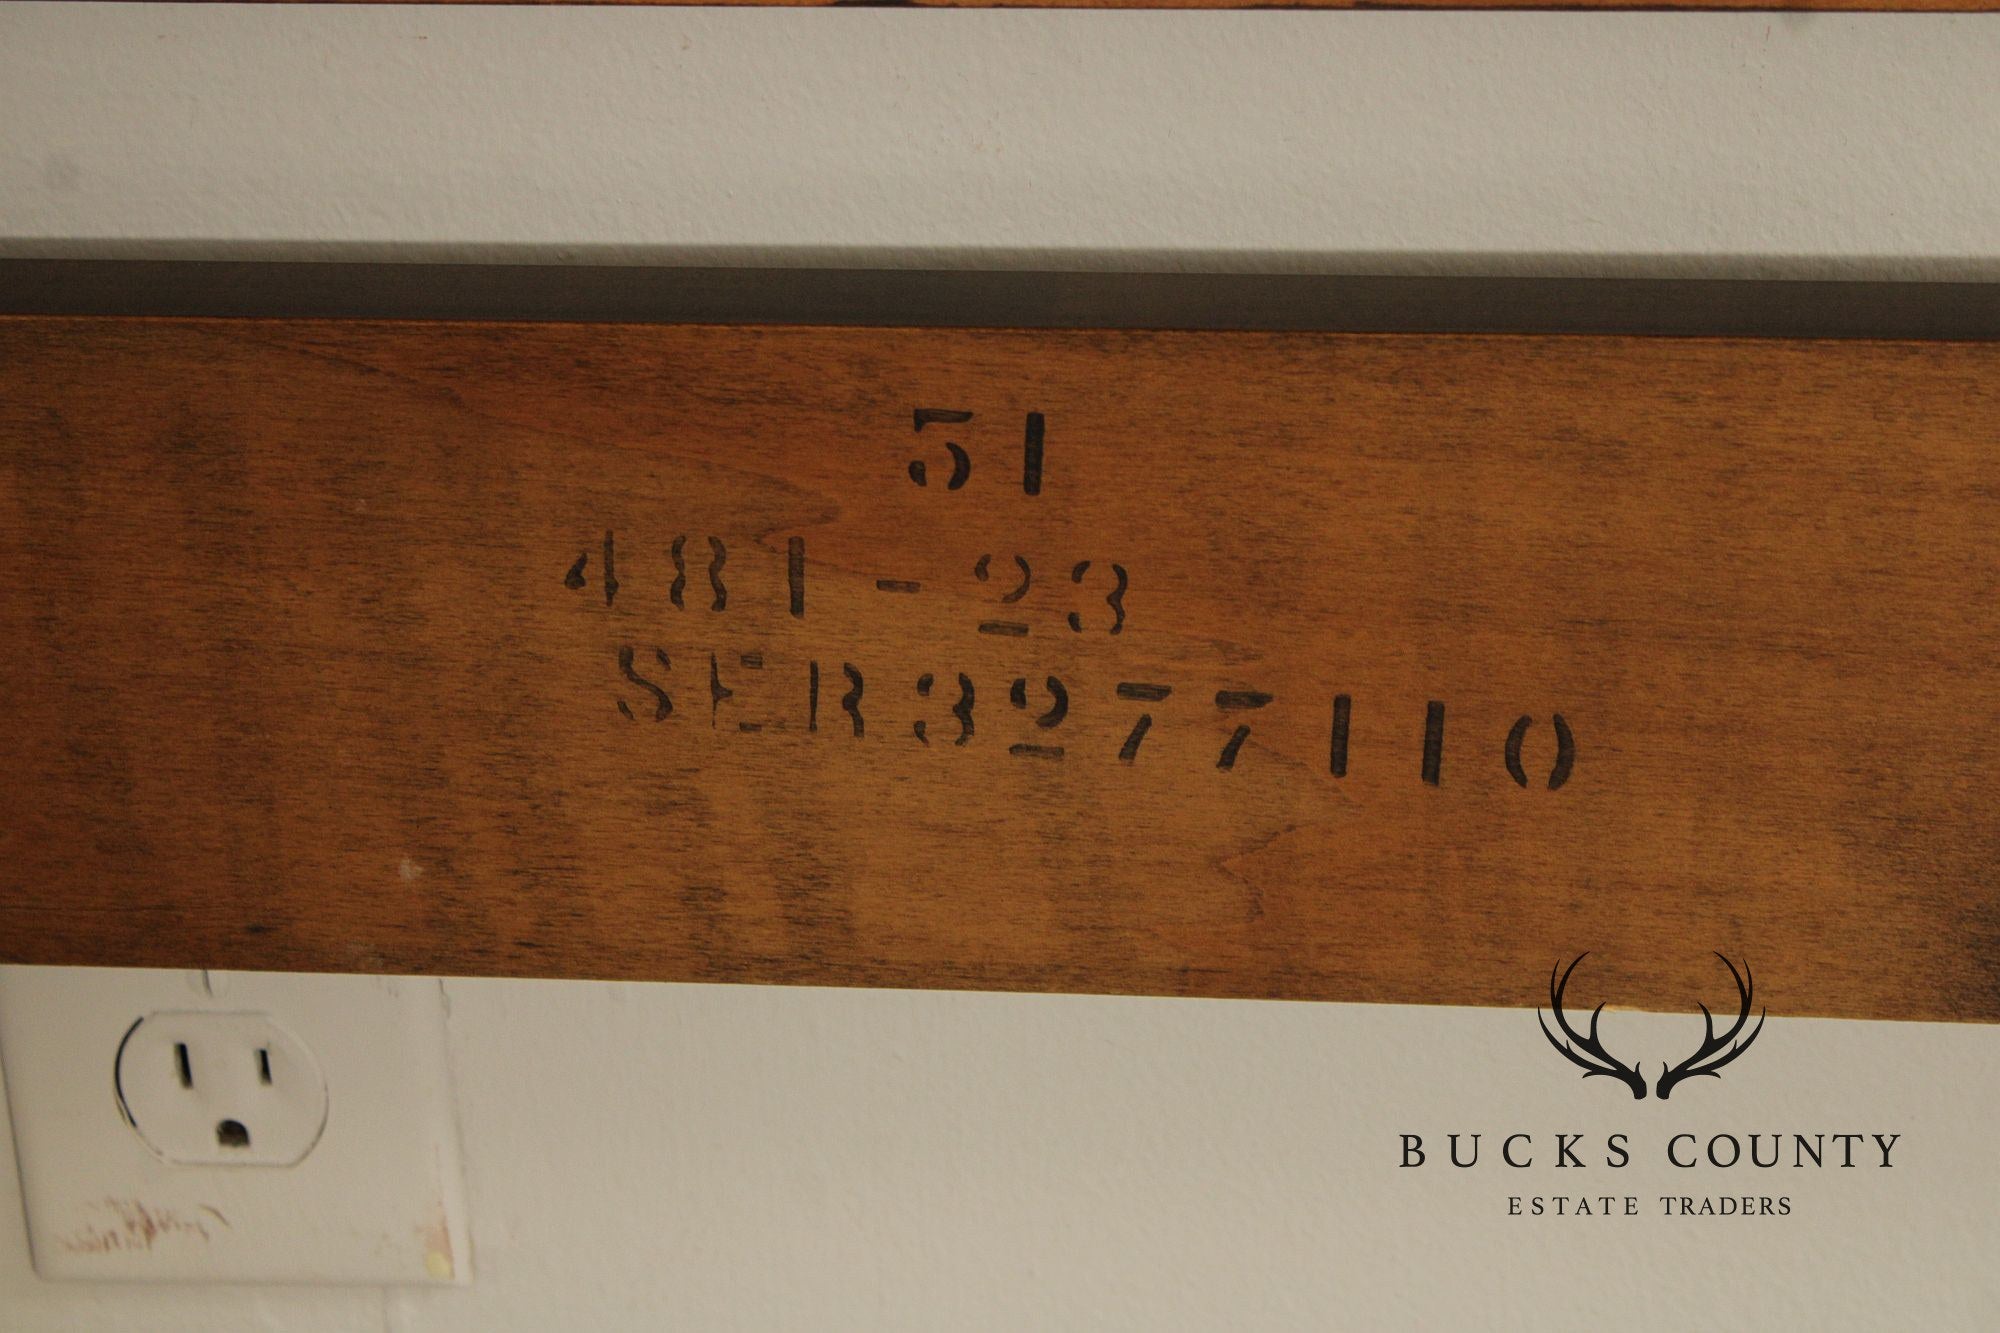 51
481-23
SER3277110
BUCKS COUNTY
ESTATE TRADERS